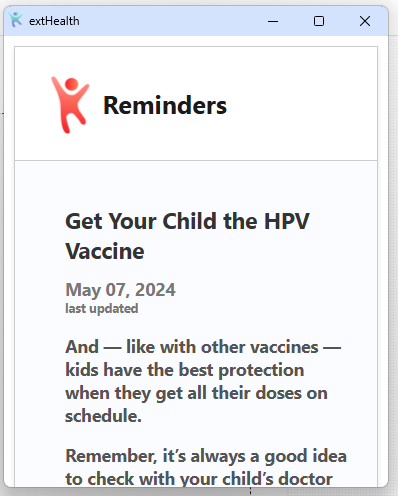 extHealth
Reminders
Get Your Child the HPV
Vaccine
May 07, 2024
last updated
And — like with other vaccines —
kids have the best protection
when they get all their doses on
schedule.
Remember, it’s always a good idea
to check with your child’s doctor